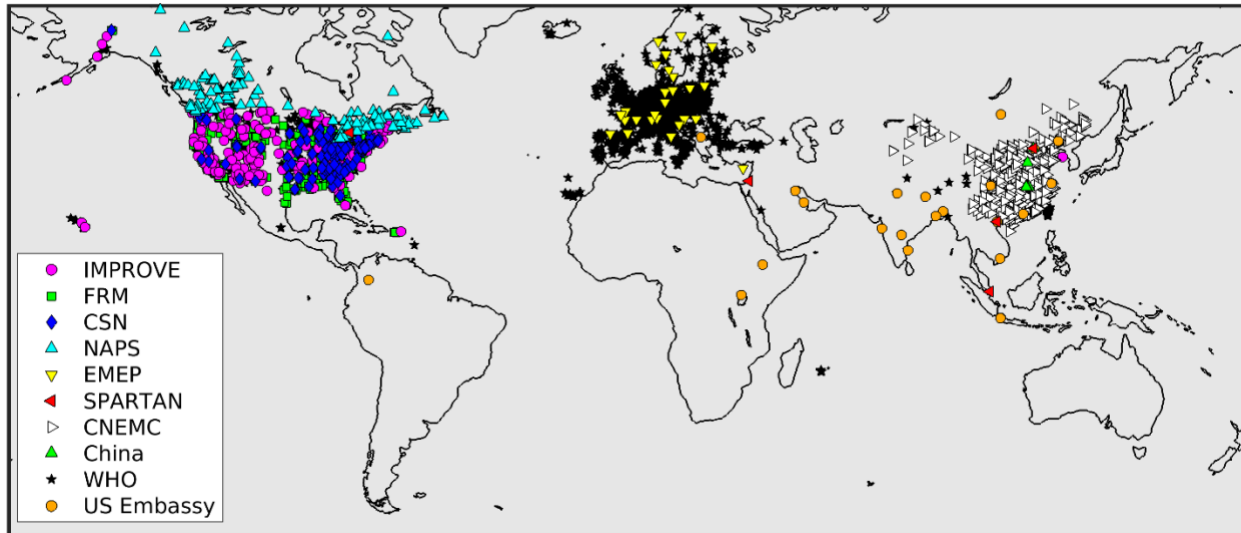 IMPROVE
FRM
CSN
NAPS
EMEP
SPARTAN
CNEMC
China
WHO
US Embassy